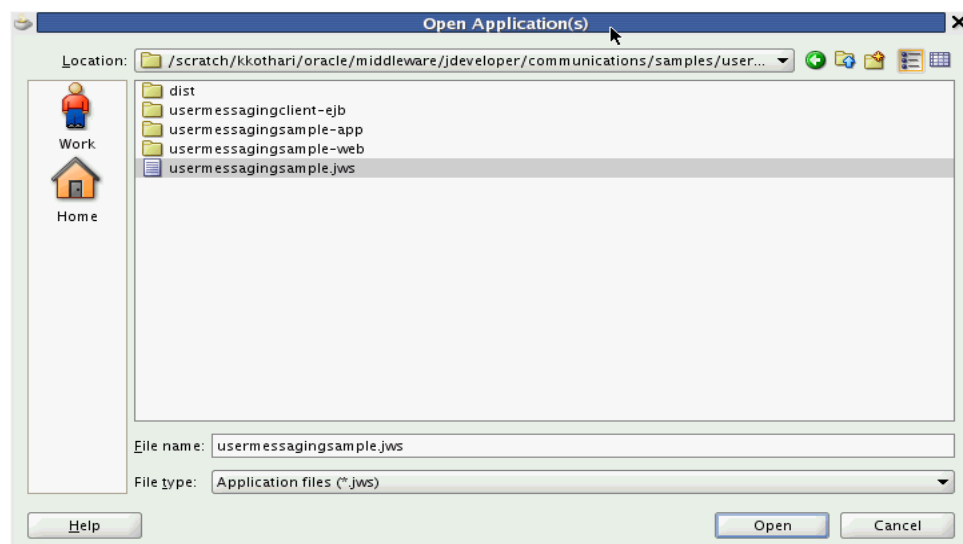 Open Application(s)
Location: /scratch/kkothari/oracle/middleware/jdeveloper/communications/samples/user...
Work
Home
dist
usermessagingclient-ejb
usermessagingsample-app
usermessagingsample-web
usermessagingsample.jws
File name: usermessagingsample.jws
File type: Application files (*.jws)
Help
Open
Cancel